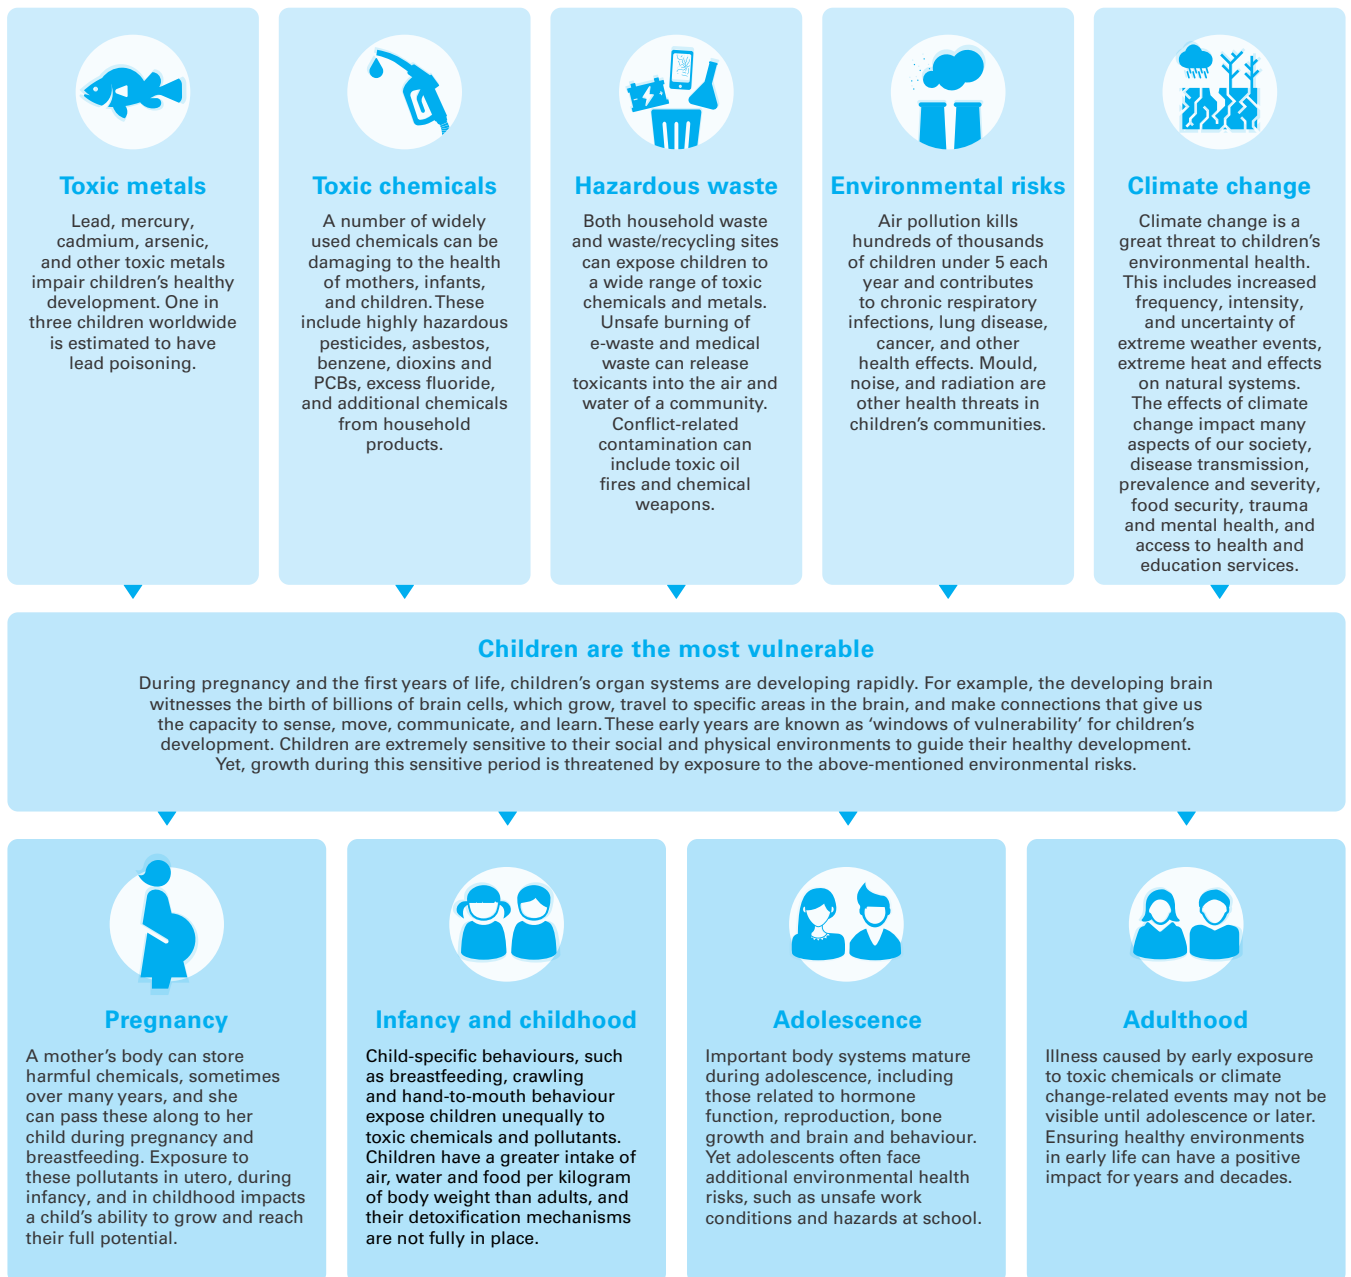 Toxic metals
Lead, mercury,
cadmium, arsenic,
and other toxic metals
impair children’s healthy
development. One in
three children worldwide
is estimated to have
lead poisoning.
Toxic chemicals
A number of widely
used chemicals can be
damaging to the health
of mothers, infants,
and children. These
include highly hazardous
pesticides, asbestos,
benzene, dioxins and
PCBs, excess fluoride,
and additional chemicals
from household
products.
Hazardous waste
Both household waste
and waste/recycling sites
can expose children to
a wide range of toxic
chemicals and metals.
Unsafe burning of
e-waste and medical
waste can release
toxicants into the air and
water of a community.
Conflict-related
contamination can
include toxic oil
fires and chemical
weapons.
Environmental risks
Air pollution kills
hundreds of thousands
of children under 5 each
year and contributes
to chronic respiratory
infections, lung disease,
cancer, and other
health effects. Mould,
noise, and radiation are
other health threats in
children’s communities.
Climate change
Climate change is a
great threat to children’s
environmental health.
This includes increased
frequency, intensity,
and uncertainty of
extreme weather events,
extreme heat and effects
on natural systems.
The effects of climate
change impact many
aspects of our society,
disease transmission,
prevalence and severity,
food security, trauma
and mental health, and
access to health and
education services.
Children are the most vulnerable
During pregnancy and the first years of life, children’s organ systems are developing rapidly. For example, the developing brain
witnesses the birth of billions of brain cells, which grow, travel to specific areas in the brain, and make connections that give us
the capacity to sense, move, communicate, and learn. These early years are known as ‘windows of vulnerability’ for children’s
development. Children are extremely sensitive to their social and physical environments to guide their healthy development.
Yet, growth during this sensitive period is threatened by exposure to the above-mentioned environmental risks.
Pregnancy
A mother’s body can store
harmful chemicals, sometimes
over many years, and she
can pass these along to her
child during pregnancy and
breastfeeding. Exposure to
these pollutants in utero, during
infancy, and in childhood impacts
a child’s ability to grow and reach
their full potential.
Infancy and childhood
Child-specific behaviours, such
as breastfeeding, crawling
and hand-to-mouth behaviour
expose children unequally to
toxic chemicals and pollutants.
Children have a greater intake of
air, water and food per kilogram
of body weight than adults, and
their detoxification mechanisms
are not fully in place.
Adolescence
Important body systems mature
during adolescence, including
those related to hormone
function, reproduction, bone
growth and brain and behaviour.
Yet adolescents often face
additional environmental health
risks, such as unsafe work
conditions and hazards at school.
Adulthood
Illness caused by early exposure
to toxic chemicals or climate
change-related events may not be
visible until adolescence or later.
Ensuring healthy environments
in early life can have a positive
impact for years and decades.